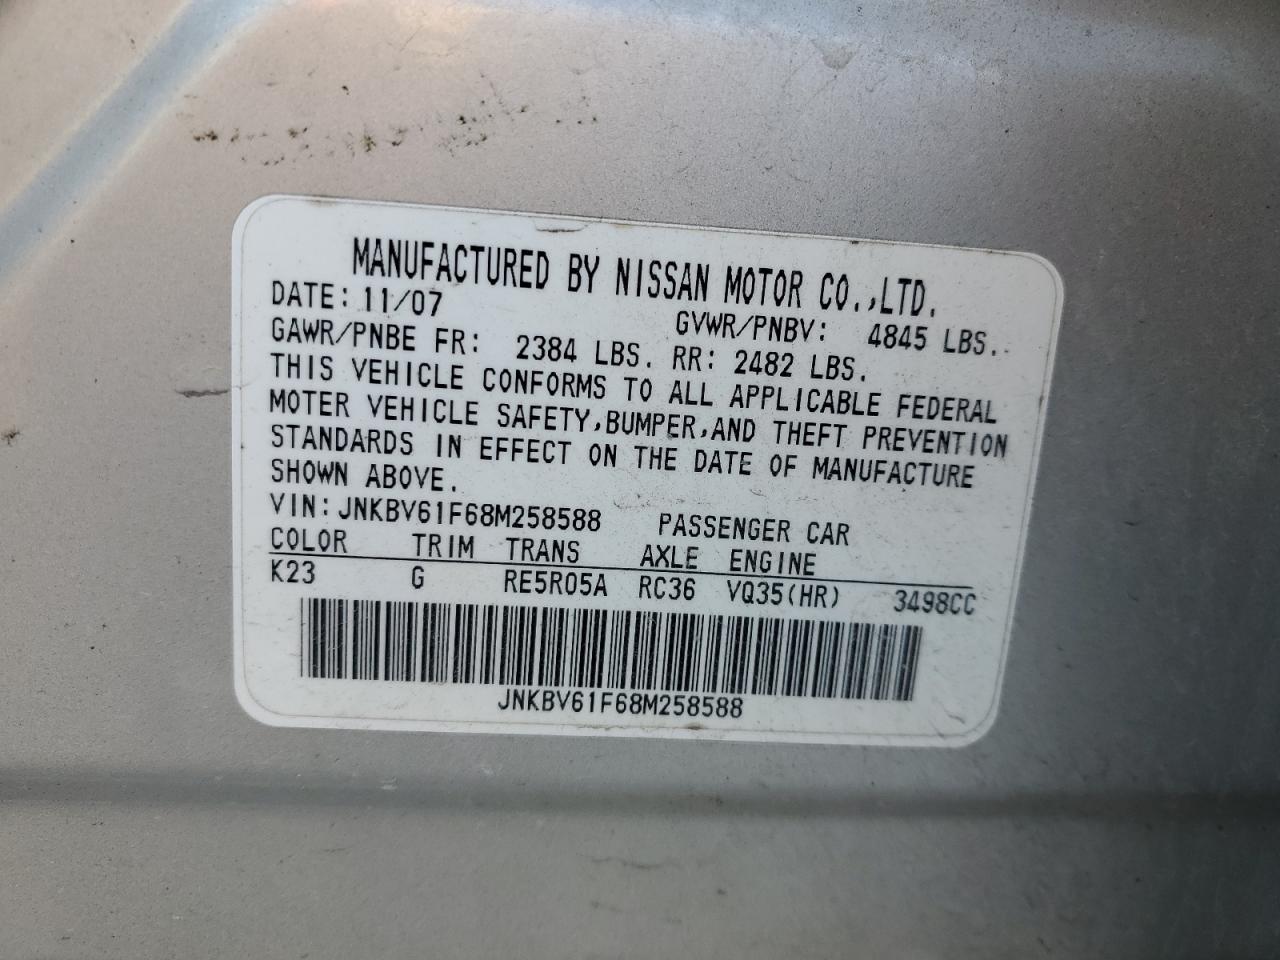 MANUFACTURED BY NISSAN MOTOR CO.,LTD.
DATE: 11/07 GVWR/PNBV: 4845 LBS.
GAWR/PNBE FR: 2384 LBS. RR: 2482 LBS.
THIS VEHICLE CONFORMS TO ALL APPLICABLE FEDERAL
MOTER VEHICLE SAFETY,BUMPER,AND THEFT PREVENTION
STANDARDS IN EFFECT ON THE DATE OF MANUFACTURE
SHOWN ABOVE.
VIN: JNKBV61F68M258588 PASSENGER CAR
COLOR TRIM TRANS AXLE ENGINE
K23 G RE5R05A RC36 VQ35(HR) 3498CC
JNKBV61F68M258588